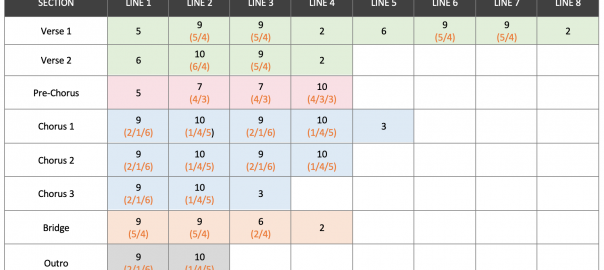 SECTION LINE 1 LINE 2 LINE 3 LINE 4 LINE 5 LINE 6 LINE 7 LINE 8
Verse 1 5 9 9 2 6 9 9 2
(5/4) (5/4) (5/4) (5/4)
Verse 2 6 10 9 2
(6/4) (5/4)
Pre-Chorus 5 7 7 10
(4/3) (4/3) (4/3/3)
Chorus 1 9 10 9 10 3
(2/1/6) (1/4/5) (2/1/6) (1/4/5)
Chorus 2 9 10 9 10
(2/1/6) (1/4/5) (2/1/6) (1/4/5)
Chorus 3 9 10 3
(2/1/6) (1/4/5)
Bridge 9 9 6 2
(5/4) (5/4) (2/4)
Outro 9 10
(2/1/6) (1/4/5)